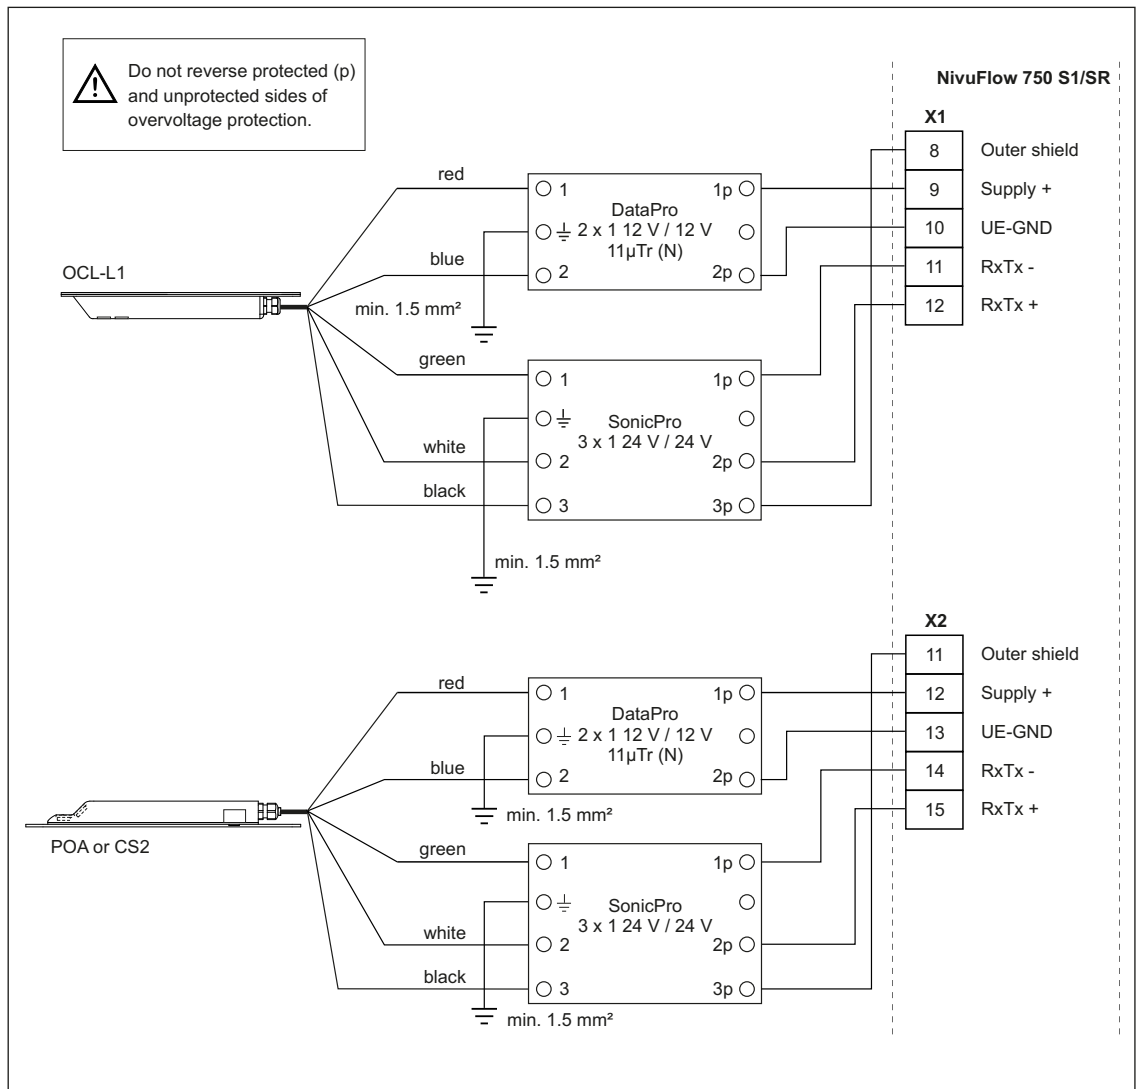 Do not reverse protected (p)
and unprotected sides of
overvoltage protection.
NivuFlow 750 S1/SR
X1
8 Outer shield
9 Supply +
10 UE-GND
11 RxTx -
12 RxTx +
OCL-L1
red
blue
min. 1.5 mm²
green
white
black
min. 1.5 mm²
1 1p
DataPro
2 x 1 12 V / 12 V
11µTr (N)
2 2p
1 1p
SonicPro
3 x 1 24 V / 24 V
2 2p
3 3p
X2
11 Outer shield
12 Supply +
13 UE-GND
14 RxTx -
15 RxTx +
POA or CS2
red
blue
min. 1.5 mm²
green
white
black
min. 1.5 mm²
1 1p
DataPro
2 x 1 12 V / 12 V
11µTr (N)
2 2p
1 1p
SonicPro
3 x 1 24 V / 24 V
2 2p
3 3p